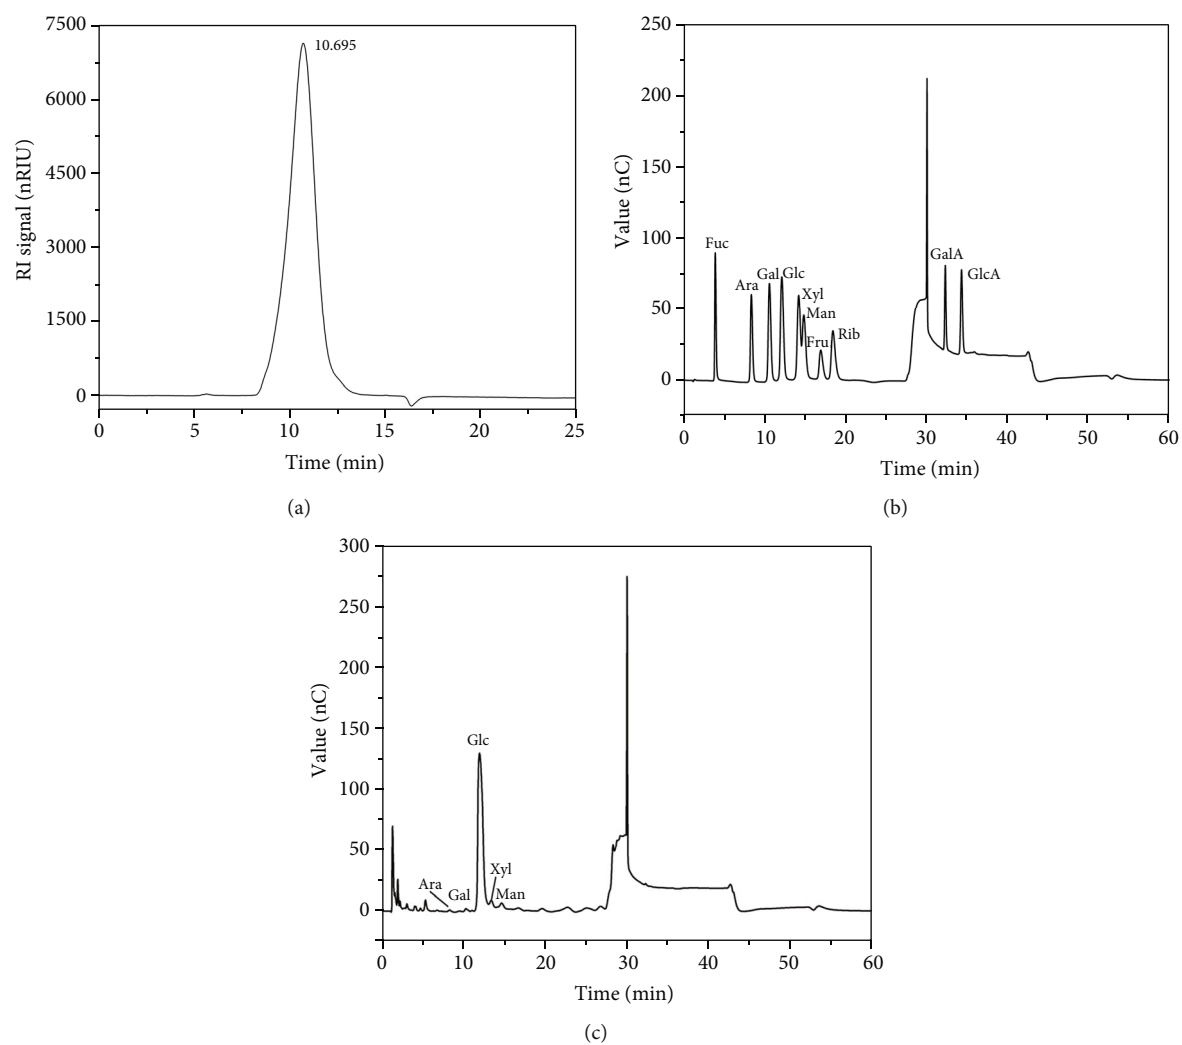 7500
6000
4500
3000
1500
0
RI signal (nRIU)
10.695
0 5 10 15 20 25
Time (min)
(a)
250
200
150
100
50
0
Value (nC)
Fuc
Ara
Gal
Glc
Xyl
Man
Fru
Rib
GalA
GlcA
0 10 20 30 40 50 60
Time (min)
(b)
300
250
200
150
100
50
0
Value (nC)
Ara
Gal
Glc
Xyl
Man
0 10 20 30 40 50 60
Time (min)
(c)